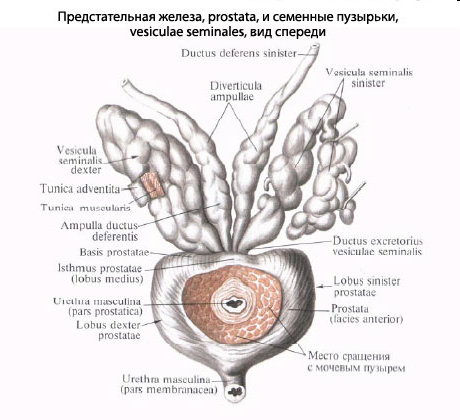 Предстательная железа, prostata, и семенные пузырьки,
vesiculae seminales, вид спереди
Ductus deferens sinister
Vesicula seminalis
sinister
Diverticula
ampullae
Vesicula
seminalis
dexter
Tunica adventita
Tunica muscularis
Ampulla ductus
deferentis
Basis prostatae
Isthmus prostatae
(lobus medius)
Urethra masculina
(pars prostatica)
Lobus dexter
prostatae
Urethra masculina
(pars membranacea)
Ductus excretorius
vesiculae seminalis
Lobus sinister
prostatae
Prostata
(facies anterior)
Место сращения
с мочевым пузырем